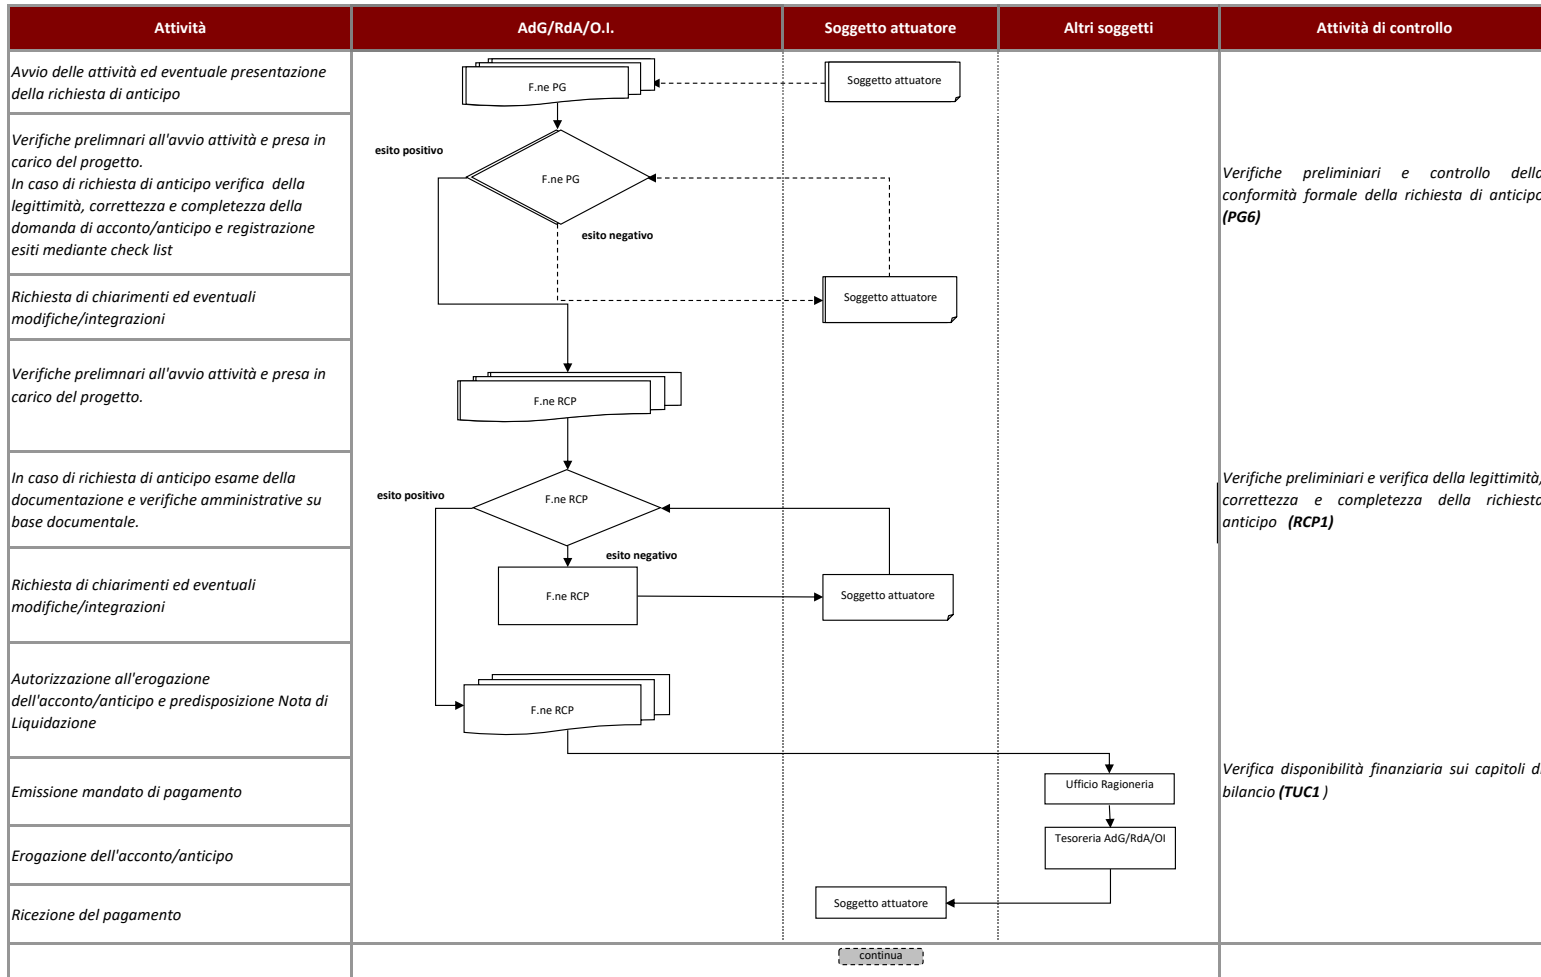 Attività
AdG/RdA/O.I.
Soggetto attuatore
Altri soggetti
Attività di controllo
Avvio delle attività ed eventuale presentazione
della richiesta di anticipo
F.ne PG
Soggetto attuatore
Verifiche prelimnari all'avvio attività e presa in
carico del progetto.
In caso di richiesta di anticipo verifica della
legittimità, correttezza e completezza della
domanda di acconto/anticipo e registrazione
esiti mediante check list
esito positivo
F.ne PG
esito negativo
Verifiche preliminiari e controllo della
conformità formale della richiesta di anticipo
(PG6)
Richiesta di chiarimenti ed eventuali
modifiche/integrazioni
Soggetto attuatore
Verifiche prelimnari all'avvio attività e presa in
carico del progetto.
F.ne RCP
In caso di richiesta di anticipo esame della
documentazione e verifiche amministrative su
base documentale.
esito positivo
F.ne RCP
esito negativo
Verifiche preliminiari e verifica della legittimità,
correttezza e completezza della richiesta
anticipo (RCP1)
Richiesta di chiarimenti ed eventuali
modifiche/integrazioni
F.ne RCP
Soggetto attuatore
Autorizzazione all'erogazione
dell'acconto/anticipo e predisposizione Nota di
Liquidazione
F.ne RCP
Emissione mandato di pagamento
Ufficio Ragioneria
Verifica disponibilità finanziaria sui capitoli di
bilancio (TUC1 )
Erogazione dell'acconto/anticipo
Tesoreria AdG/RdA/OI
Ricezione del pagamento
Soggetto attuatore
continua